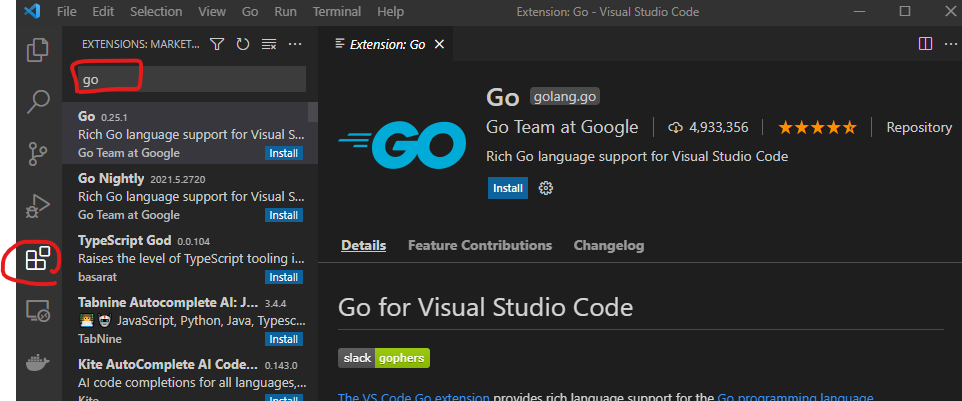 File Edit Selection View Go Run Terminal Help Extension: Go - Visual Studio Code
EXTENSIONS: MARKET...
go
Go 0.25.1
Rich Go language support for Visual S...
Go Team at Google Install
Go Nightly 2021.5.2720
Rich Go language support for Visual S...
Go Team at Google Install
TypeScript God 0.0.104
Raises the level of TypeScript tooling i...
basarat Install
Tabnine Autocomplete AI: J... 3.4.4
JavaScript, Python, Java, Typesc...
TabNine Install
Kite AutoComplete AI Code... 0.143.0
AI code completions for all languages,...
Kite Install
Extension: Go
Go golang.go
GO
Go Team at Google 4,933,356 Repository
Rich Go language support for Visual Studio Code
Install
Details Feature Contributions Changelog
Go for Visual Studio Code
slack gophers
The VS Code Go extension provides rich language support for the Go programming language